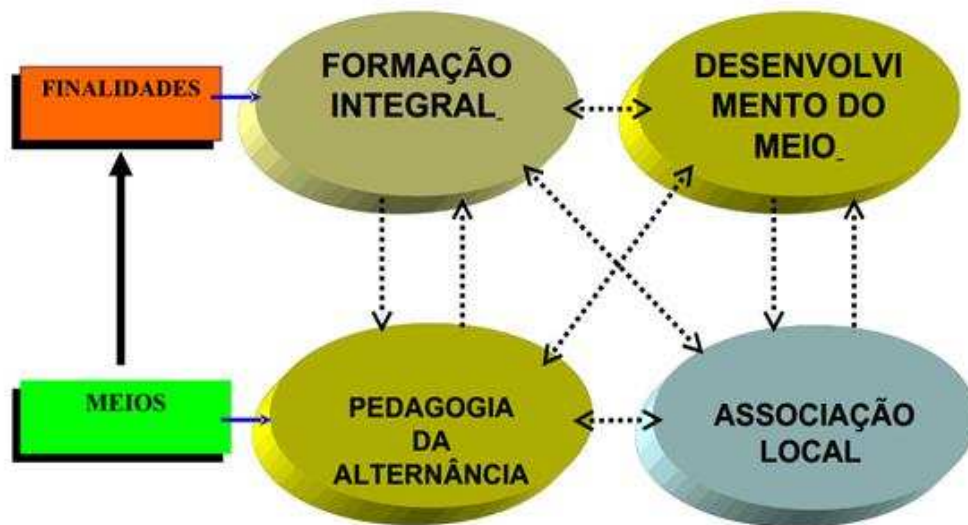 FINALIDADES
FORMAÇÃO
INTEGRAL
DESENVOLVI
MENTO DO
MEIO
MEIOS
PEDAGOGIA
DA
ALTERNÂNCIA
ASSOCIAÇÃO
LOCAL